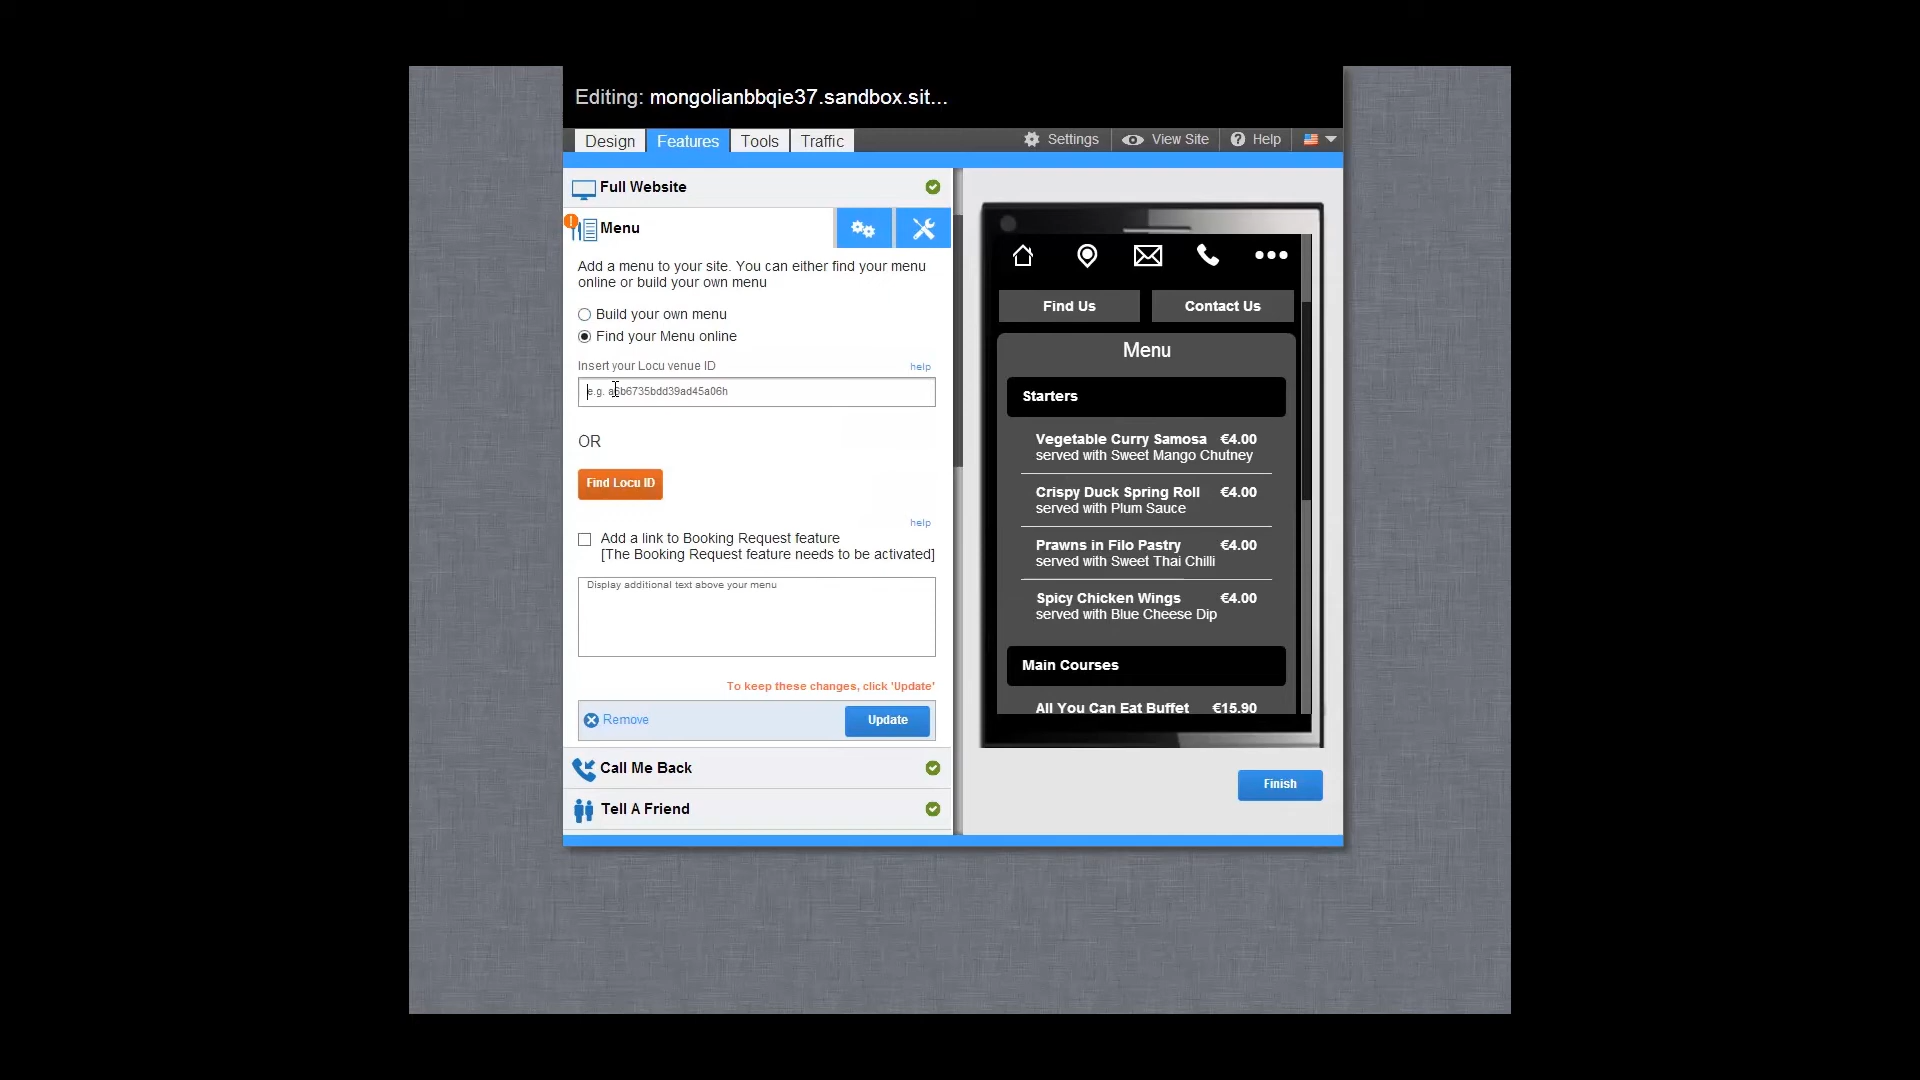 Editing: mongolianbbqie37.sandbox.sit...
Design Features Tools Traffic Settings View Site Help
Full Website
Menu
Add a menu to your site. You can either find your menu
online or build your own menu
Build your own menu
Find your Menu online
Insert your Locu venue ID help
e.g. a6b6735bdd39ad45a06h
OR
Find Locu ID
help
Add a link to Booking Request feature
[The Booking Request feature needs to be activated]
Display additional text above your menu
To keep these changes, click 'Update'
Remove Update
Call Me Back
Tell A Friend
Find Us Contact Us
Menu
Starters
Vegetable Curry Samosa €4.00
served with Sweet Mango Chutney
Crispy Duck Spring Roll €4.00
served with Plum Sauce
Prawns in Filo Pastry €4.00
served with Sweet Thai Chilli
Spicy Chicken Wings €4.00
served with Blue Cheese Dip
Main Courses
All You Can Eat Buffet €15.90
Finish